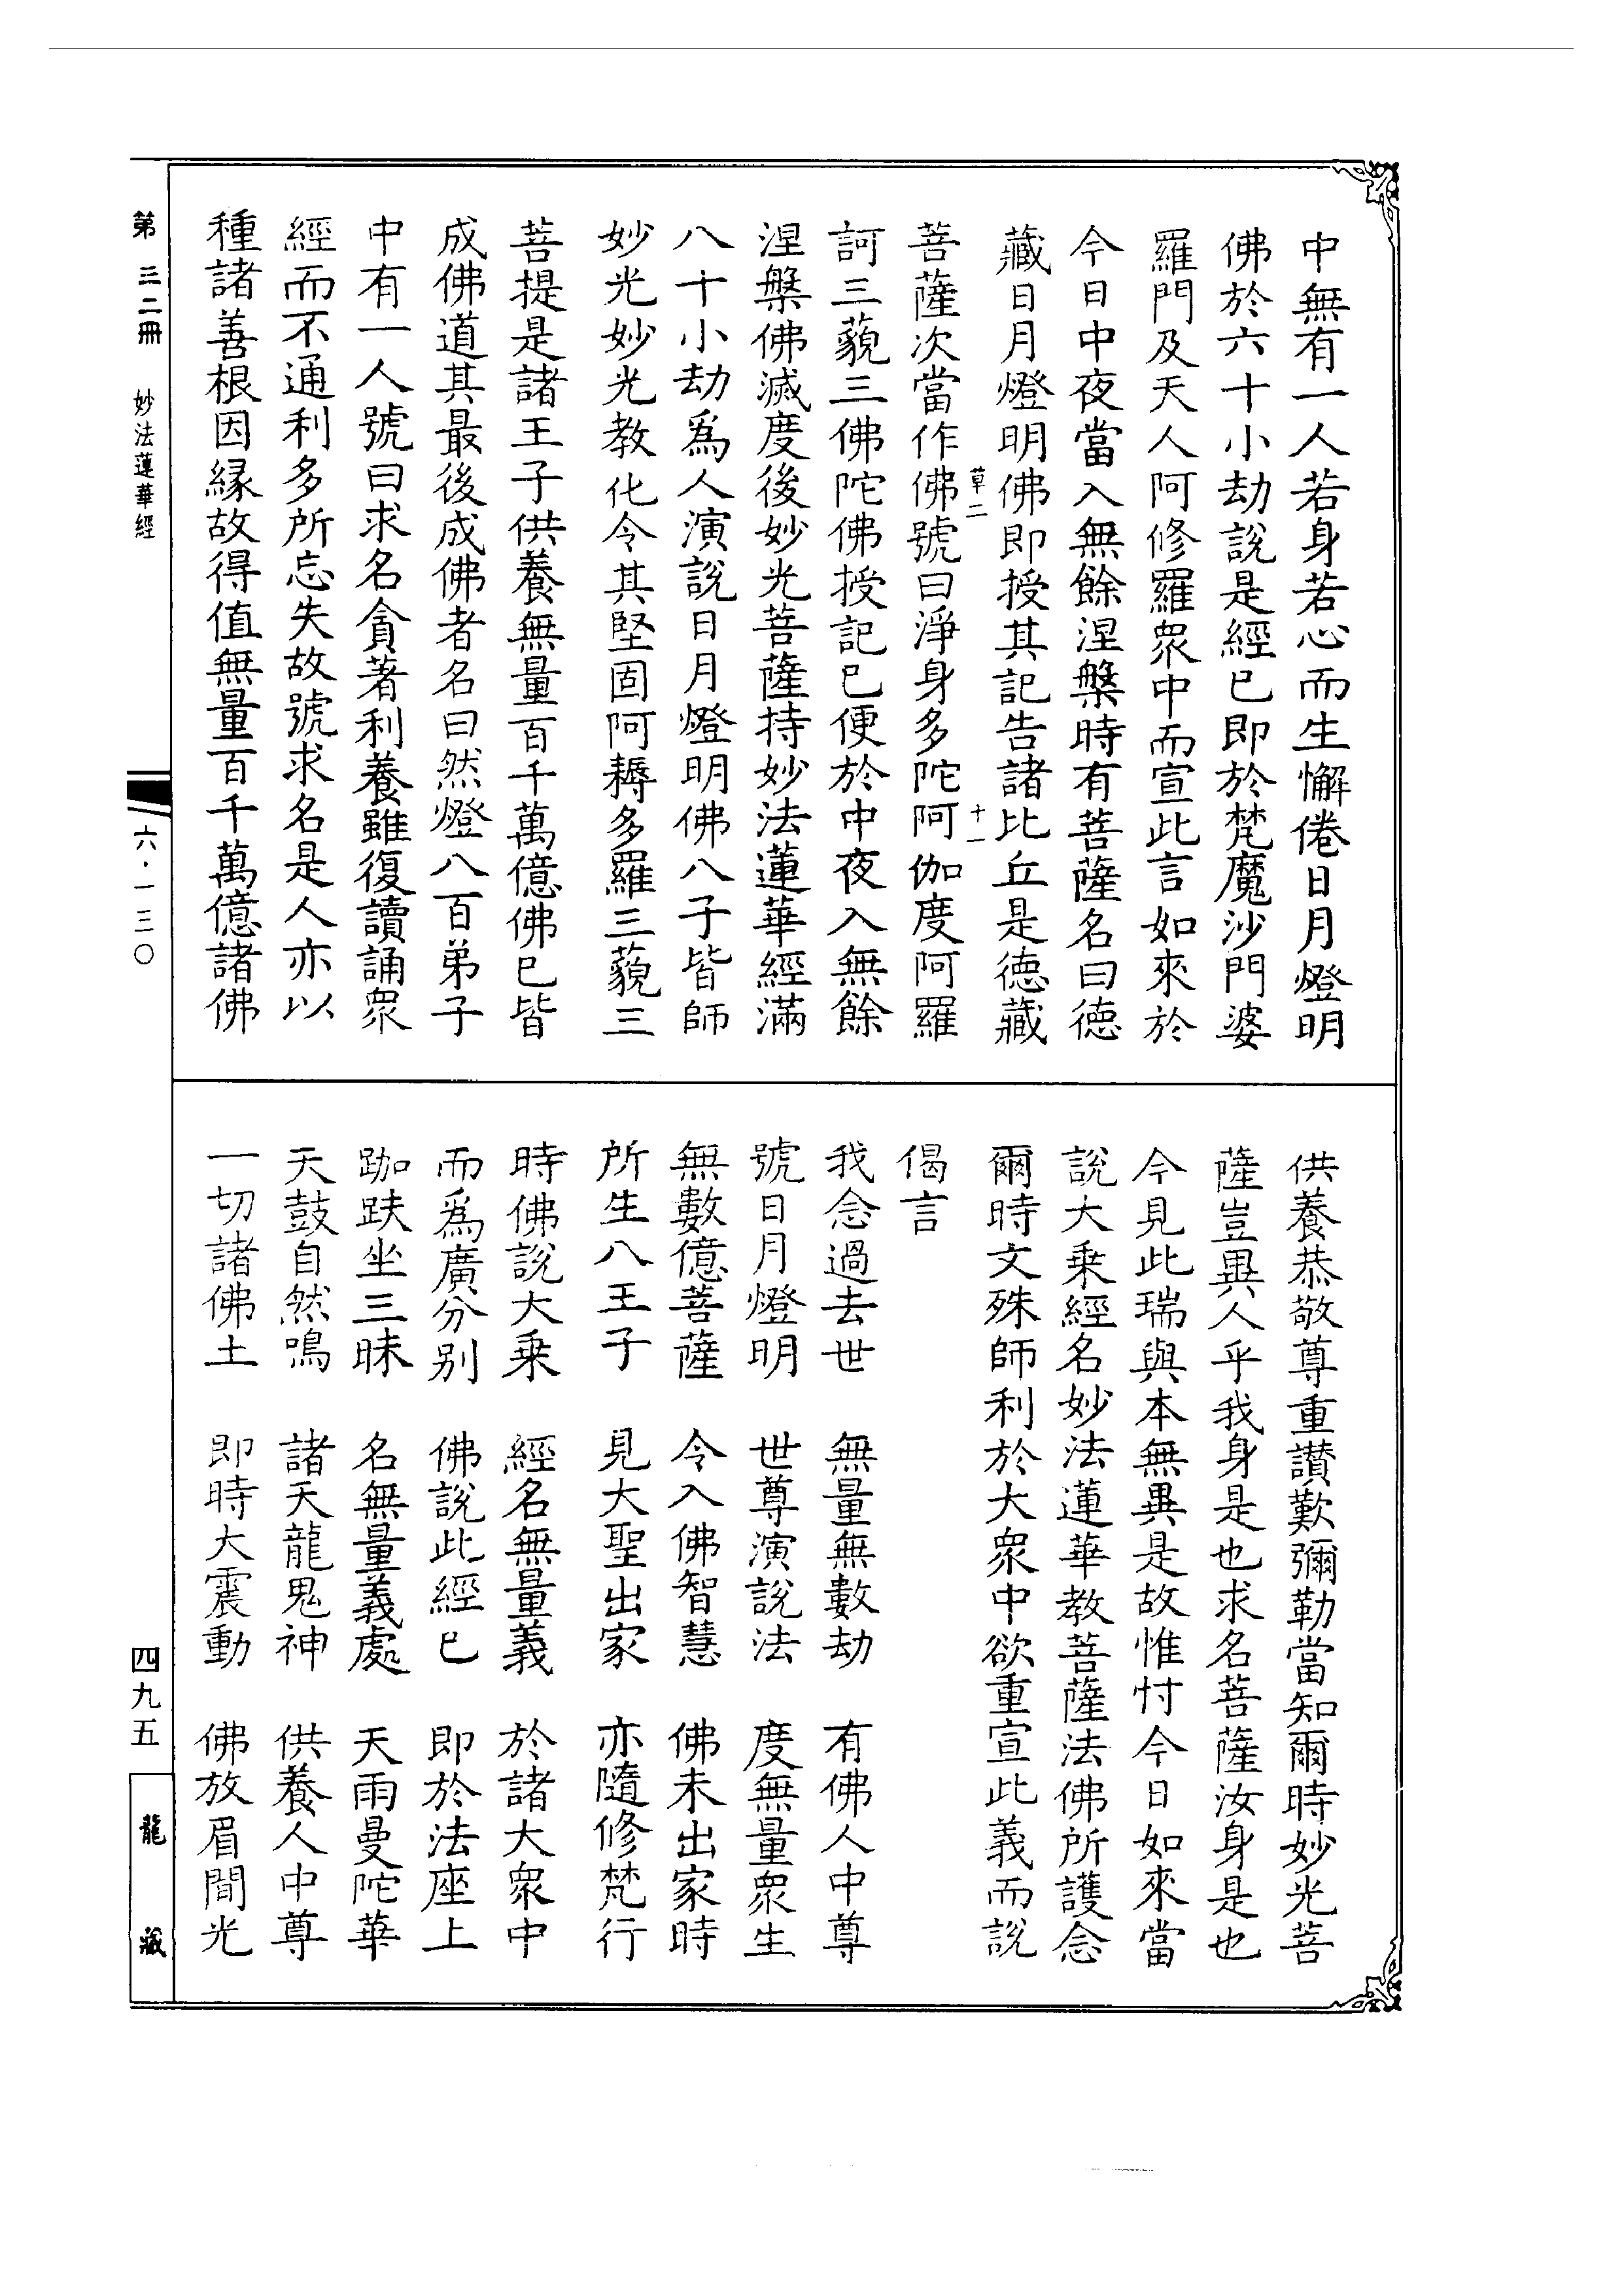 中無有一人若身若心而生懈倦日月燈明
佛於六十小劫說是經已即於梵魔沙門婆
羅門及天人阿修羅眾中而宣此言如來於
今日中夜當入無餘涅槃時有菩薩名曰德
藏日月燈明佛即授其記告諸比丘是德藏
草二 十一
菩薩次當作佛號曰淨身多陀阿伽度阿羅
訶三藐三佛陀佛授記已便於中夜入無餘
涅槃佛滅度後妙光菩薩持妙法蓮華經滿
八十小劫為人演說日月燈明佛八子皆師
妙光妙光教化令其堅固阿耨多羅三藐三
菩提是諸王子供養無量百千萬億佛已皆
成佛道其最後成佛者名曰然燈八百弟子
中有一人號曰求名貪著利養雖復讀誦眾
經而不通利多所忘失故號求名是人亦以
種諸善根因緣故得值無量百千萬億諸佛
供養恭敬尊重讚歎彌勒當知爾時妙光菩
薩豈異人乎我身是也求名菩薩汝身是也
今見此瑞與本無異是故惟忖今日如來當
說大乘經名妙法蓮華教菩薩法佛所護念
爾時文殊師利於大眾中欲重宣此義而說
偈言
我念過去世 無量無數劫 有佛人中尊
號日月燈明 世尊演說法 度無量眾生
無數億菩薩 令入佛智慧 佛未出家時
所生八王子 見大聖出家 亦隨修梵行
時佛說大乘 經名無量義 於諸大眾中
而為廣分別 佛說此經已 即於法座上
跏趺坐三昧 名無量義處 天雨曼陀華
天鼓自然鳴 諸天龍鬼神 供養人中尊
一切諸佛土 即時大震動 佛放眉間光
第三二冊 妙法蓮華經 六·一三〇 四九五 龍藏